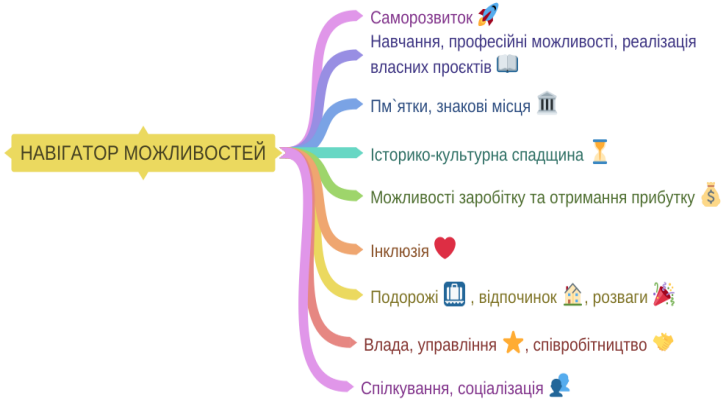 НАВІГАТОР МОЖЛИВОСТЕЙ
Саморозвиток
Навчання, професійні можливості, реалізація
власних проєктів
Пм`ятки, знакові місця
Історико-культурна спадщина
Можливості заробітку та отримання прибутку
Інклюзія
Подорожі , відпочинок , розваги
Влада, управління , співробітництво
Спілкування, соціалізація